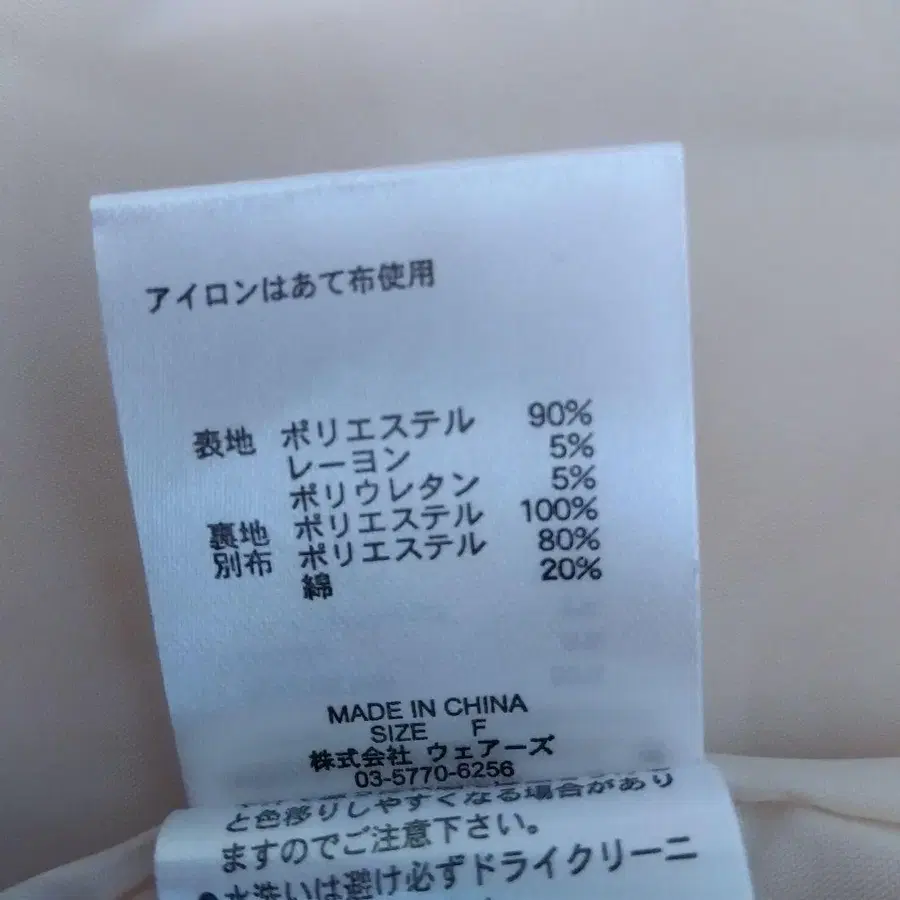 アイロンはあて布使用
表地 ポリエステル 90%
レーヨン 5%
ポリウレタン 5%
裏地 ポリエステル 100%
別布 ポリエステル 80%
綿 20%
MADE IN CHINA
SIZE F
株式会社 ウェアーズ
03-5770-6256
と色移りしやすくなる場合があり
ますのでご注意下さい。
●水洗いは避け必ずドライクリーニ